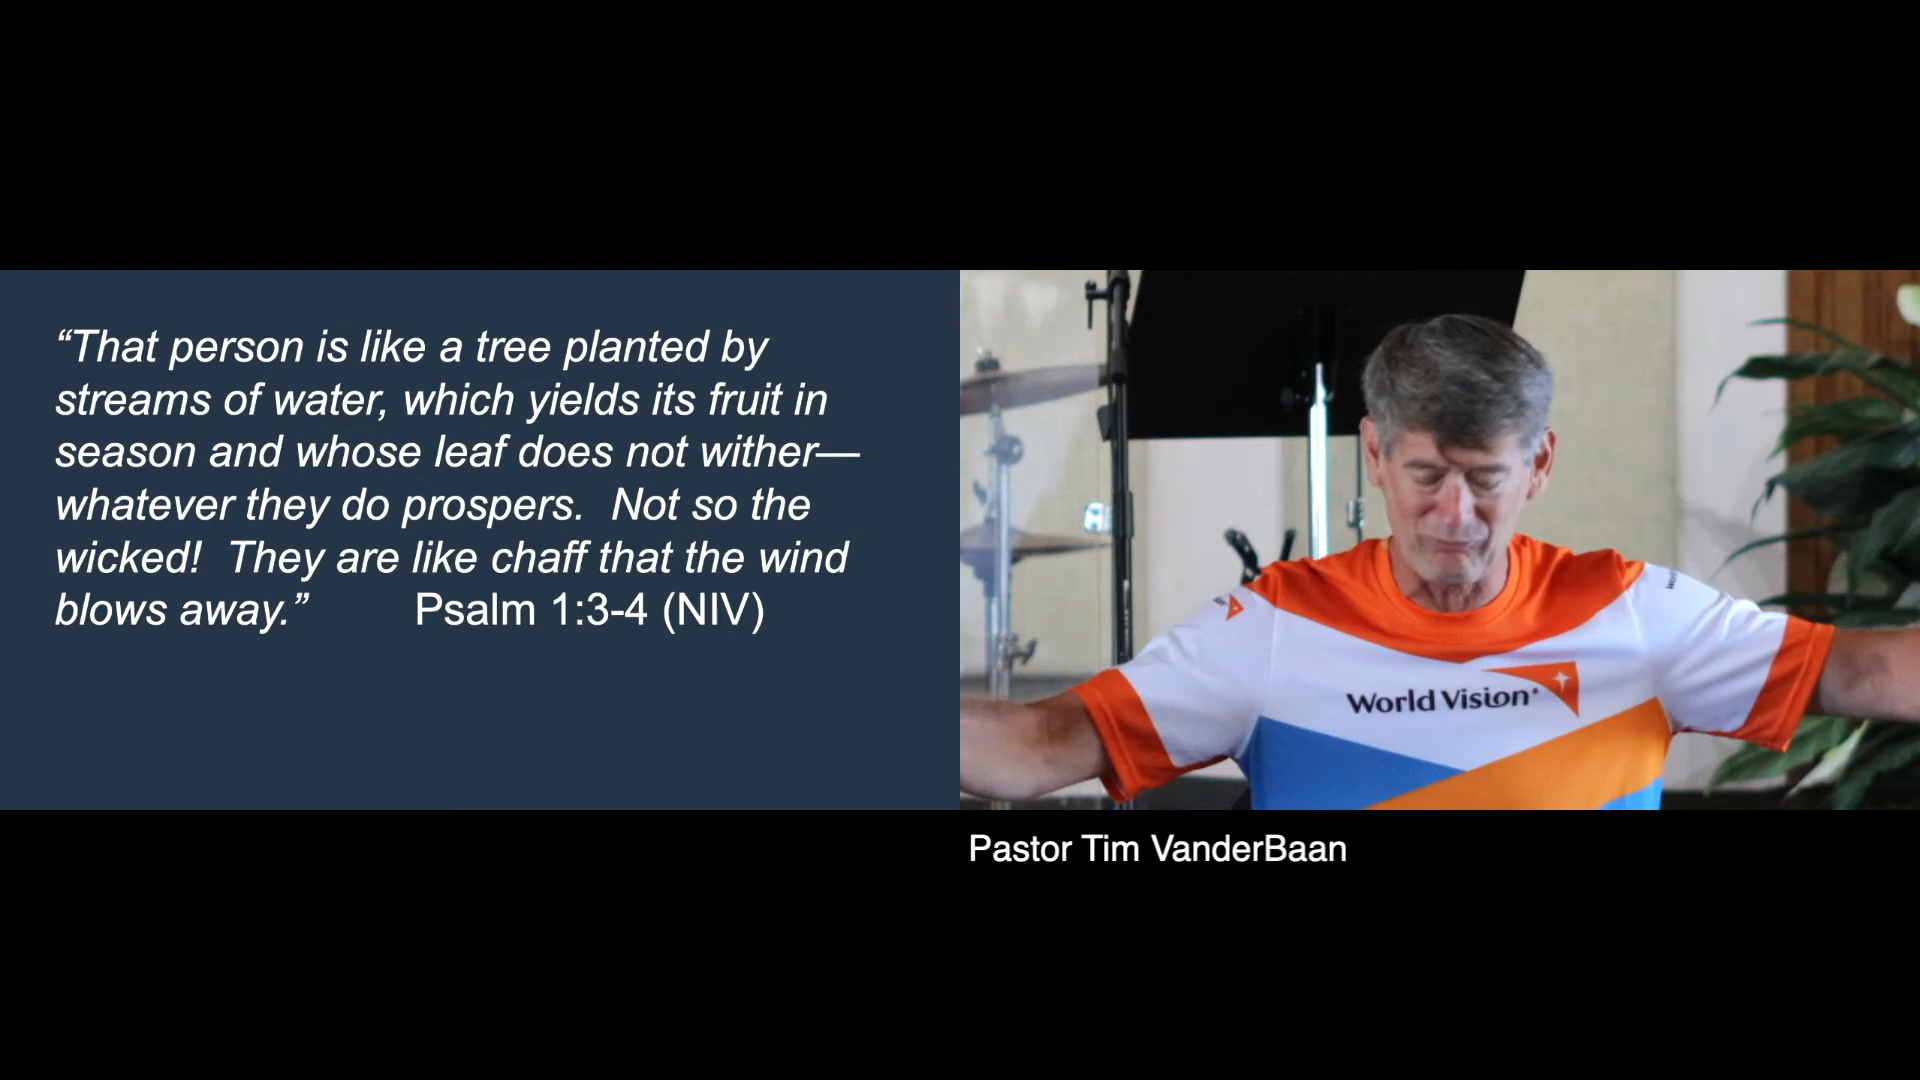 “That person is like a tree planted by
streams of water, which yields its fruit in
season and whose leaf does not wither—
whatever they do prospers.  Not so the
wicked!  They are like chaff that the wind
blows away.”  Psalm 1:3-4 (NIV)
World Vision®
Pastor Tim VanderBaan